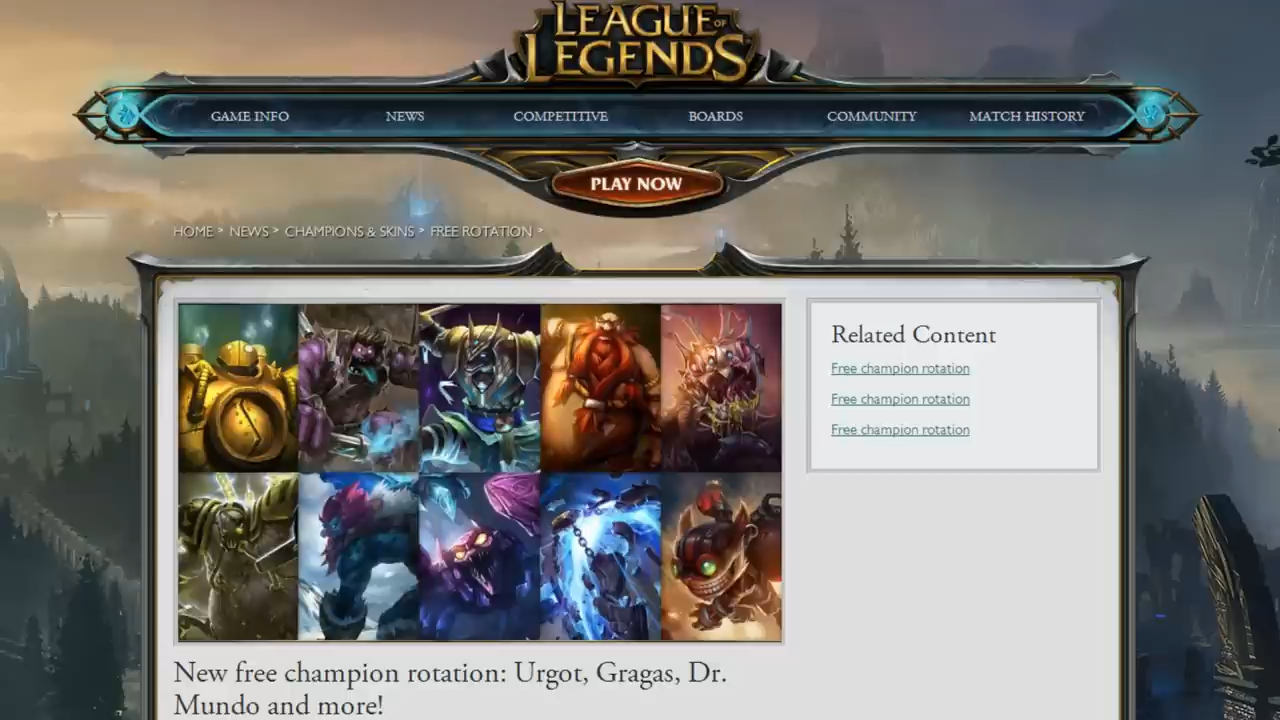 LEAGUE OF
LEGENDS
GAME INFO NEWS COMPETITIVE BOARDS COMMUNITY MATCH HISTORY
PLAY NOW
HOME > NEWS > CHAMPIONS & SKINS > FREE ROTATION >
Related Content
Free champion rotation
Free champion rotation
Free champion rotation
New free champion rotation: Urgot, Gragas, Dr.
Mundo and more!